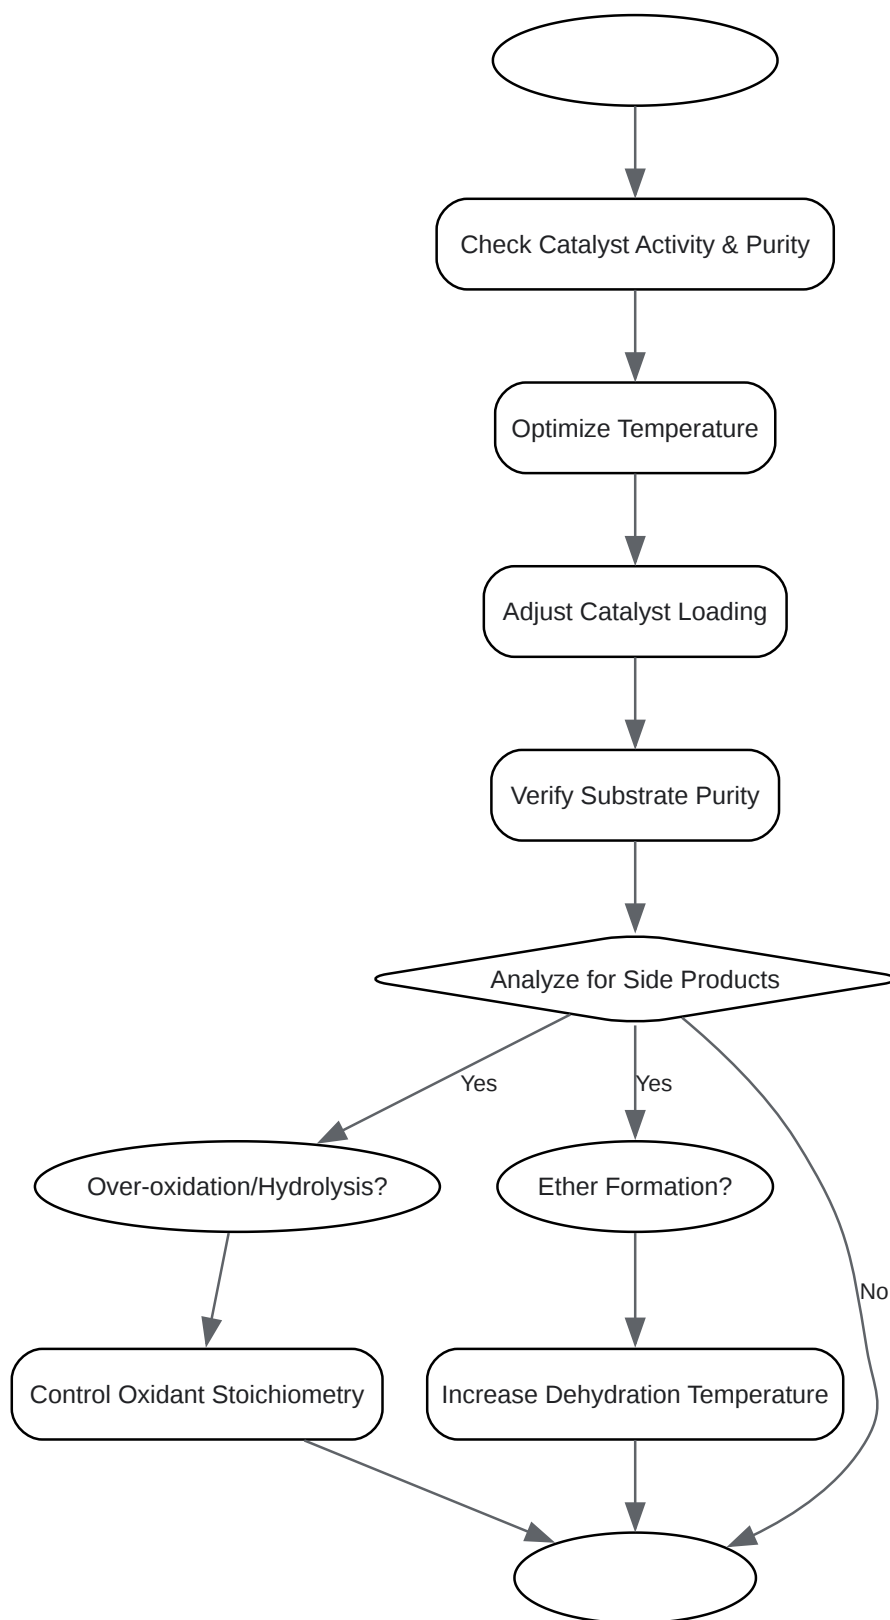 Check Catalyst Activity & Purity
Optimize Temperature
Adjust Catalyst Loading
Verify Substrate Purity
Analyze for Side Products
Yes
Yes
Over-oxidation/Hydrolysis?
Ether Formation?
No
Control Oxidant Stoichiometry
Increase Dehydration Temperature